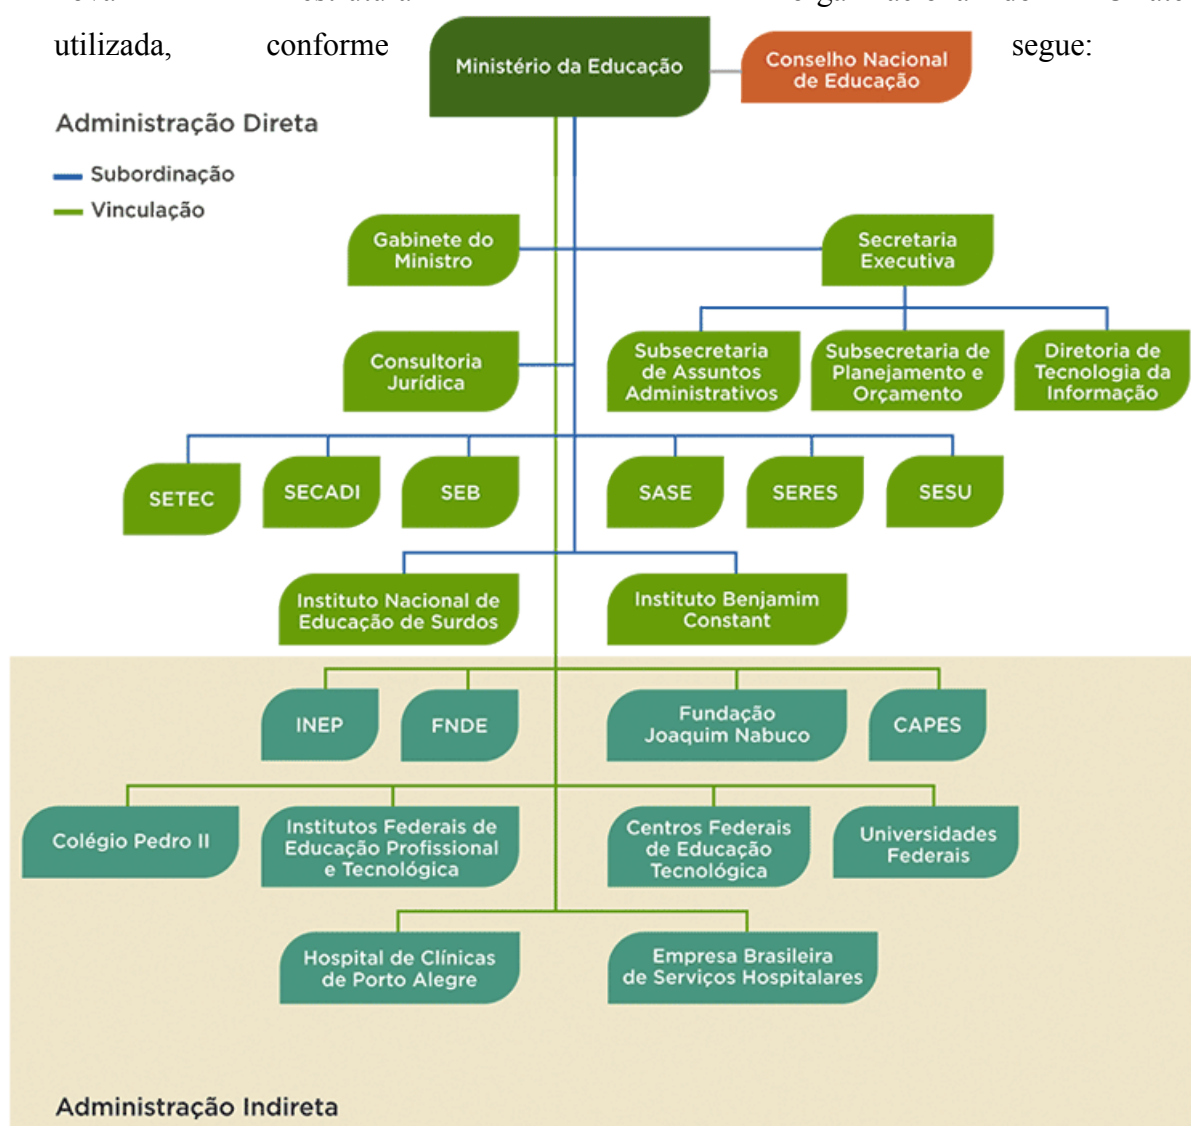 utilizada, conforme segue:
Ministério da Educação
Conselho Nacional
de Educação
Administração Direta
Subordinação
Vinculação
Gabinete do
Ministro
Secretaria
Executiva
Consultoria
Jurídica
Subsecretaria
de Assuntos
Administrativos
Subsecretaria de
Planejamento e
Orçamento
Diretoria de
Tecnologia da
Informação
SETEC
SECADI
SEB
SASE
SERES
SESU
Instituto Nacional de
Educação de Surdos
Instituto Benjamim
Constant
INEP
FNDE
Fundação
Joaquim Nabuco
CAPES
Colégio Pedro II
Institutos Federais de
Educação Profissional
e Tecnológica
Centros Federais
de Educação
Tecnológica
Universidades
Federais
Hospital de Clínicas
de Porto Alegre
Empresa Brasileira
de Serviços Hospitalares
Administração Indireta